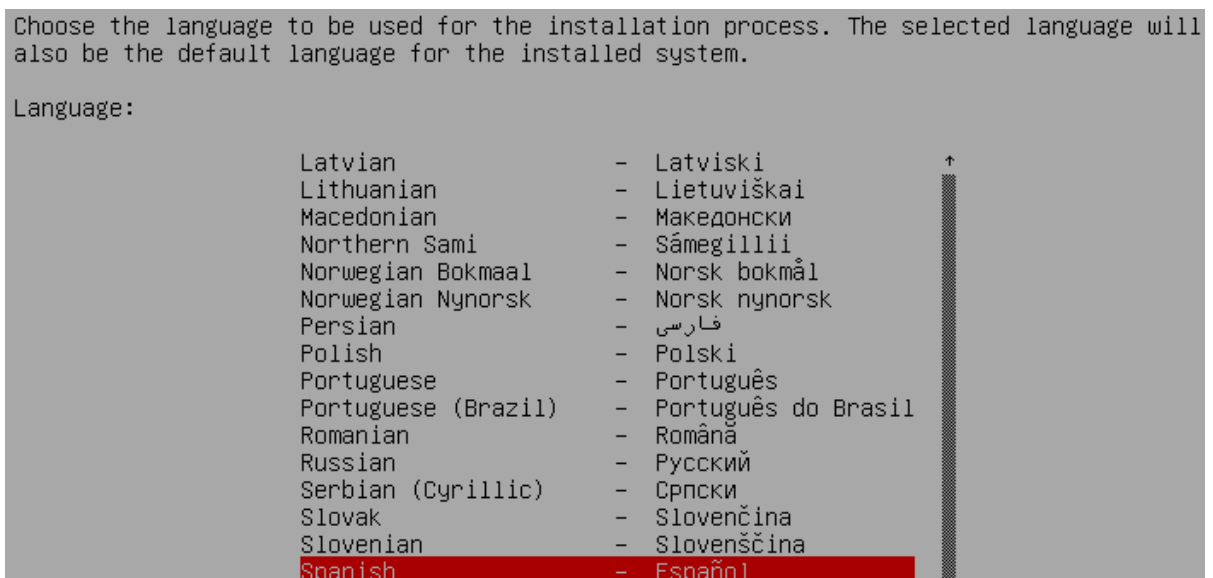 Choose the language to be used for the installation process. The selected language will
also be the default language for the installed system.
Language:
Latvian - Latviski ↑
Lithuanian - Lietuviškai
Macedonian - Македонски
Northern Sami - Sámegillii
Norwegian Bokmaal - Norsk bokmål
Norwegian Nynorsk - Norsk nynorsk
Persian - فارسی
Polish - Polski
Portuguese - Português
Portuguese (Brazil) - Português do Brasil
Romanian - Română
Russian - Русский
Serbian (Cyrillic) - Српски
Slovak - Slovenčina
Slovenian - Slovenščina
Spanish - Español